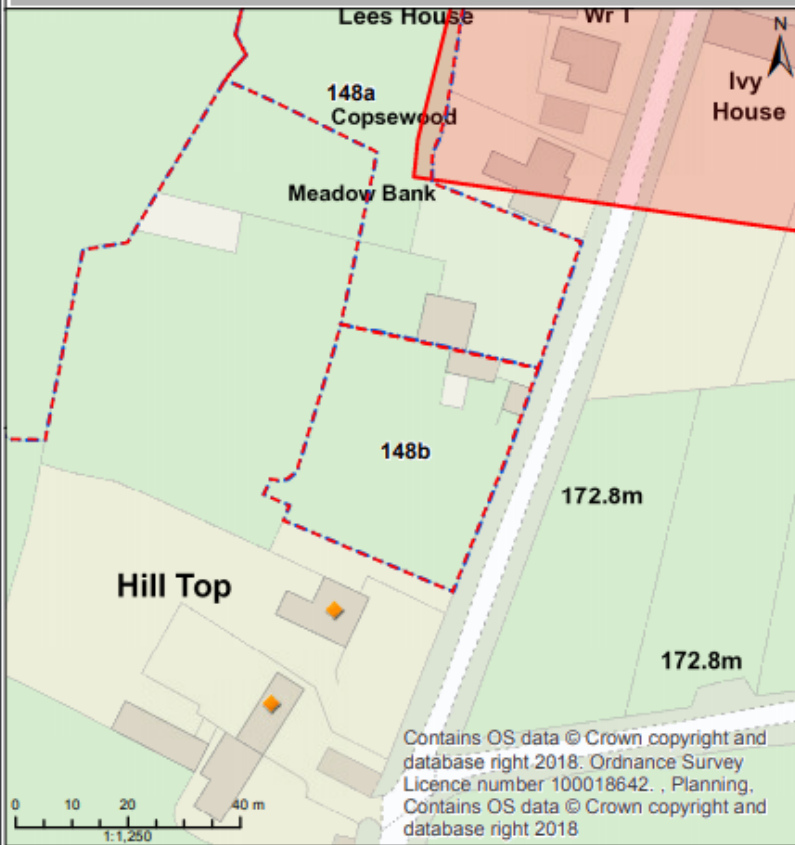 Lees House
Wr T
N
148a
Copsewood
Ivy
House
Meadow Bank
148b
172.8m
Hill Top
172.8m
Contains OS data © Crown copyright and
database right 2018. Ordnance Survey
Licence number 100018642. , Planning,
Contains OS data © Crown copyright and
database right 2018
0 10 20 40 m
1:1,250